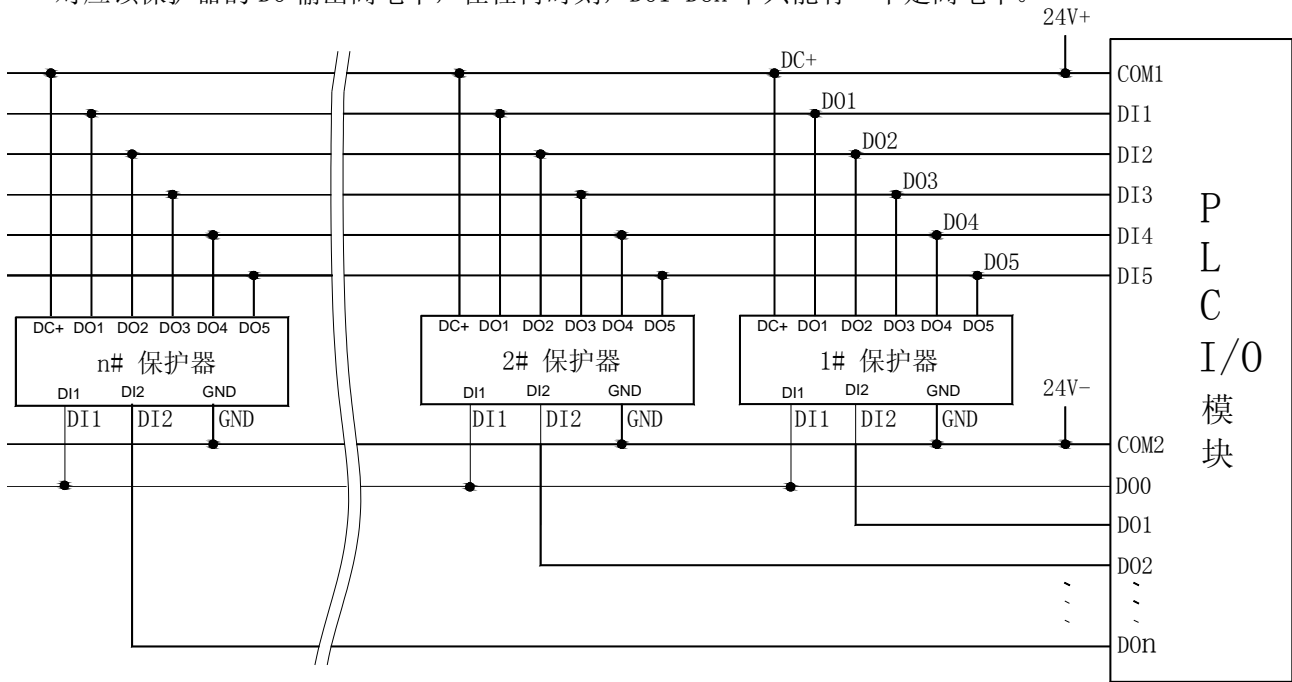 24V+
DC+
COM1
DO1
DI1
DO2
DI2
DO3
DI3
DO4
DI4
DO5
DI5
PLC I/O 模块
DC+ DO1 DO2 DO3 DO4 DO5
n# 保护器
DI1 DI2 GND
DC+ DO1 DO2 DO3 DO4 DO5
2# 保护器
DI1 DI2 GND
DC+ DO1 DO2 DO3 DO4 DO5
1# 保护器
DI1 DI2 GND
24V-
DI1 DI2 GND
DI1 DI2 GND
DI1 DI2 GND
COM2
DO0
DO1
DO2
DOn